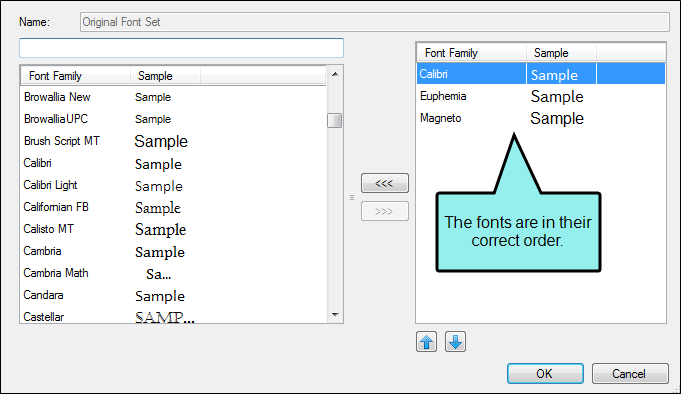 Name: Original Font Set
Font Family Sample
Browallia New Sample
BrowalliaUPC Sample
Brush Script MT Sample
Calibri Sample
Calibri Light Sample
Californian FB Sample
Calisto MT Sample
Cambria Sample
Cambria Math Sa...
Candara Sample
Castellar SAMP...
<<<
>>>
Font Family Sample
Calibri Sample
Euphemia Sample
Magneto Sample
The fonts are in their
correct order.
OK Cancel